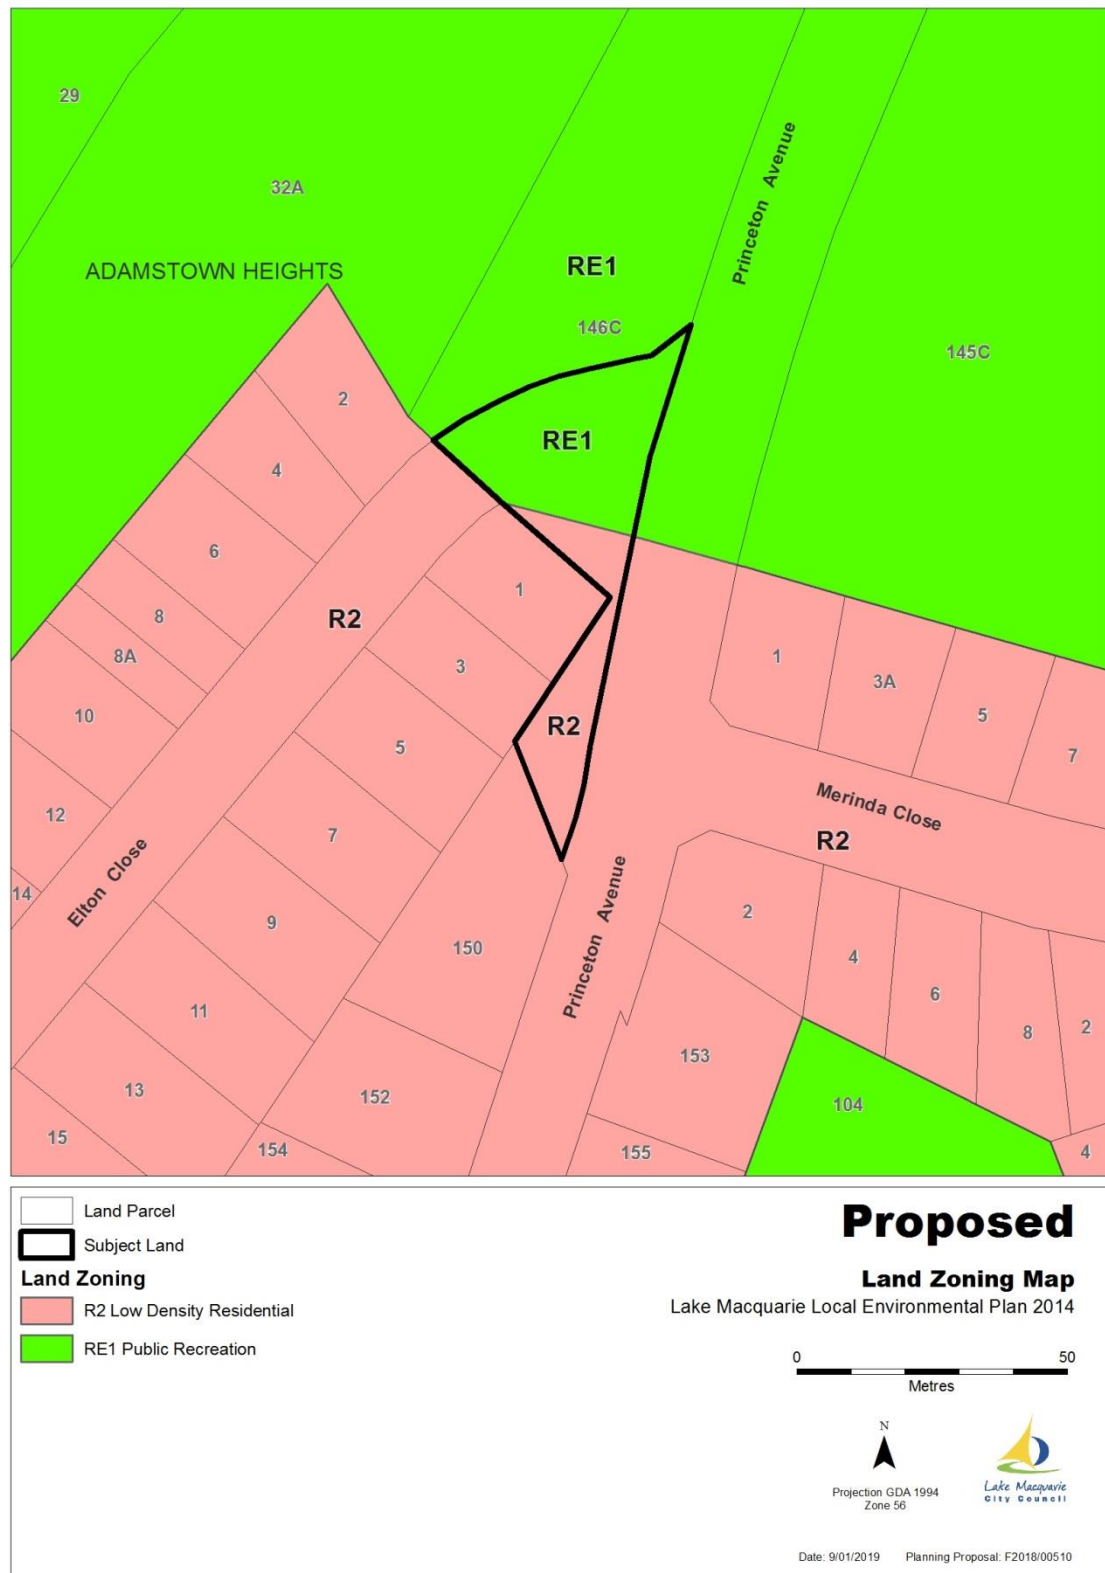 29
32A
Princeton Avenue
ADAMSTOWN HEIGHTS
RE1
146C
145C
2
RE1
4
6
1
8
R2
8A
3
1
3A
10
5
R2
5
7
12
7
Merinda Close
R2
14
Elton Close
9
150
Princeton Avenue
2
4
6
11
153
8
2
13
152
104
15
154
155
4
Land Parcel
Subject Land
Land Zoning
R2 Low Density Residential
RE1 Public Recreation
Proposed
Land Zoning Map
Lake Macquarie Local Environmental Plan 2014
0 50
Metres
N
Projection GDA 1994
Zone 56
Lake Macquarie
City Council
Date: 9/01/2019 Planning Proposal: F2018/00510